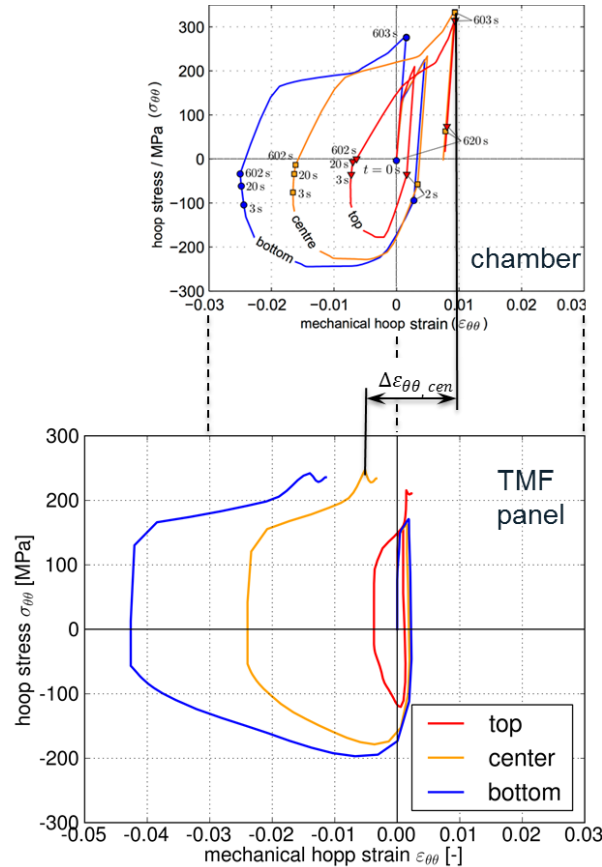 300
200
100
0
−100
−200
−300
hoop stress / MPa (σθθ)
603 s
603 s
602 s
20 s
3 s
602 s
20 s
3 s
602 s
20 s
3 s
t = 0 s
620 s
2 s
top
centre
bottom
chamber
−0.03 −0.02 −0.01 0 0.01 0.02 0.03
mechanical hoop strain (εθθ)
Δεθθ cen
300
200
100
0
-100
-200
-300
hoop stress σθθ [MPa]
TMF
panel
top
center
bottom
-0.05 -0.04 -0.03 -0.02 -0.01 0.00 0.01 0.02 0.03
mechanical hopp strain εθθ [-]